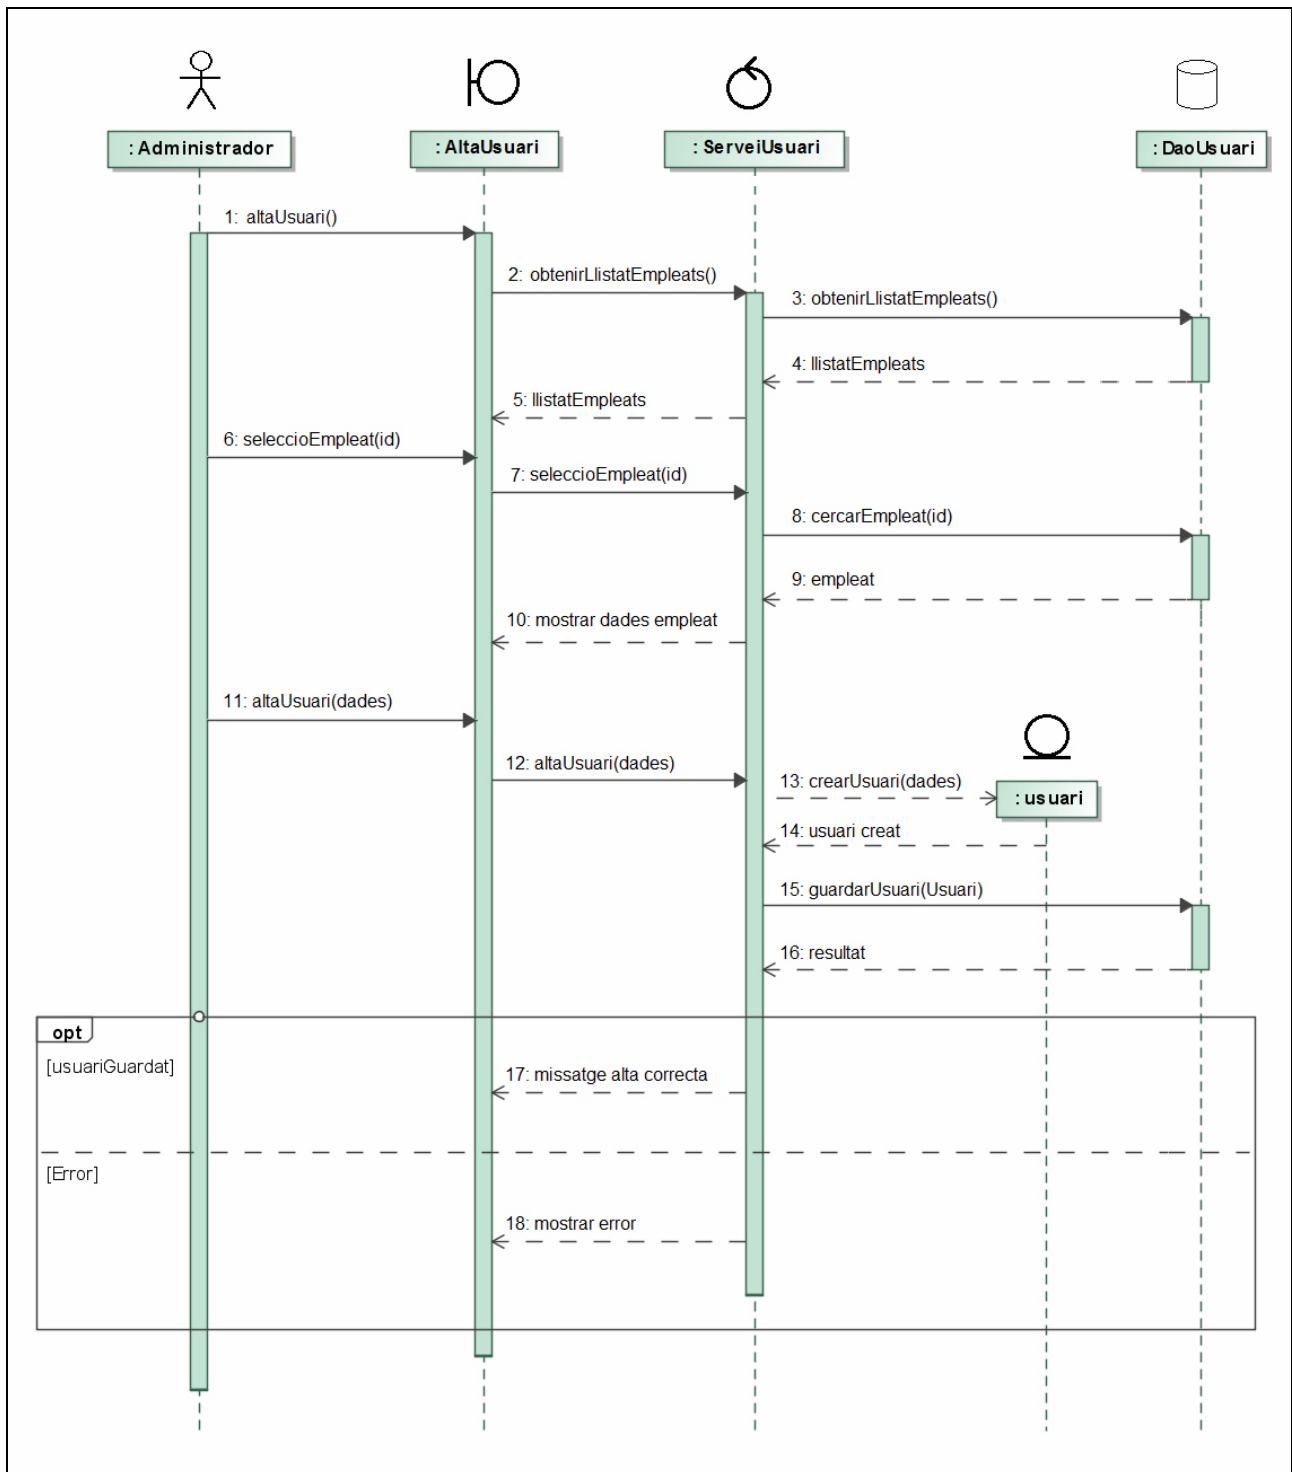 : Administrador
: AltaUsuari
: ServeiUsuari
: DaoUsuari
1: altaUsuari()
2: obtenirLlistatEmpleats()
3: obtenirLlistatEmpleats()
4: llistatEmpleats
5: llistatEmpleats
6: seleccioEmpleat(id)
7: seleccioEmpleat(id)
8: cercarEmpleat(id)
9: empleat
10: mostrar dades empleat
11: altaUsuari(dades)
12: altaUsuari(dades)
13: crearUsuari(dades)
: usuari
14: usuari creat
15: guardarUsuari(Usuari)
16: resultat
opt
[usuariGuardat]
17: missatge alta correcta
[Error]
18: mostrar error